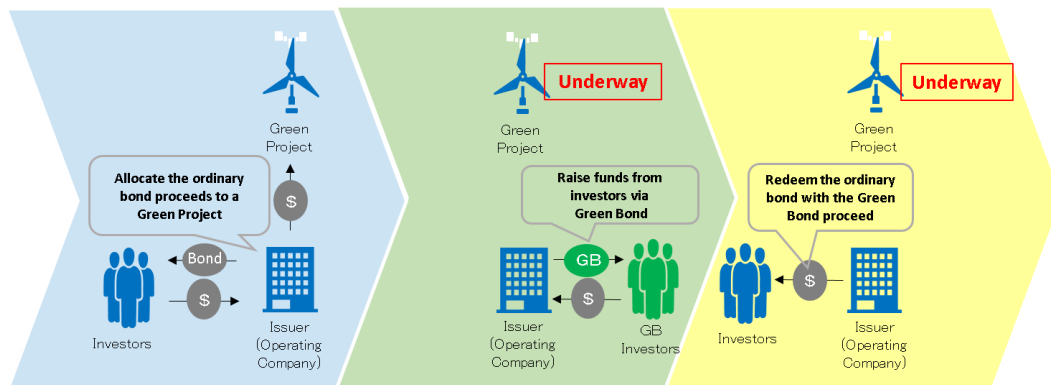 Green
Project
Allocate the ordinary
bond proceeds to a
Green Project
$
Bond
$
Investors
Issuer
(Operating
Company)
Underway
Green
Project
Raise funds from
investors via
Green Bond
GB
$
Issuer
(Operating
Company)
GB
Investors
Underway
Green
Project
Redeem the ordinary
bond with the Green
Bond proceed
$
Investors
Issuer
(Operating
Company)